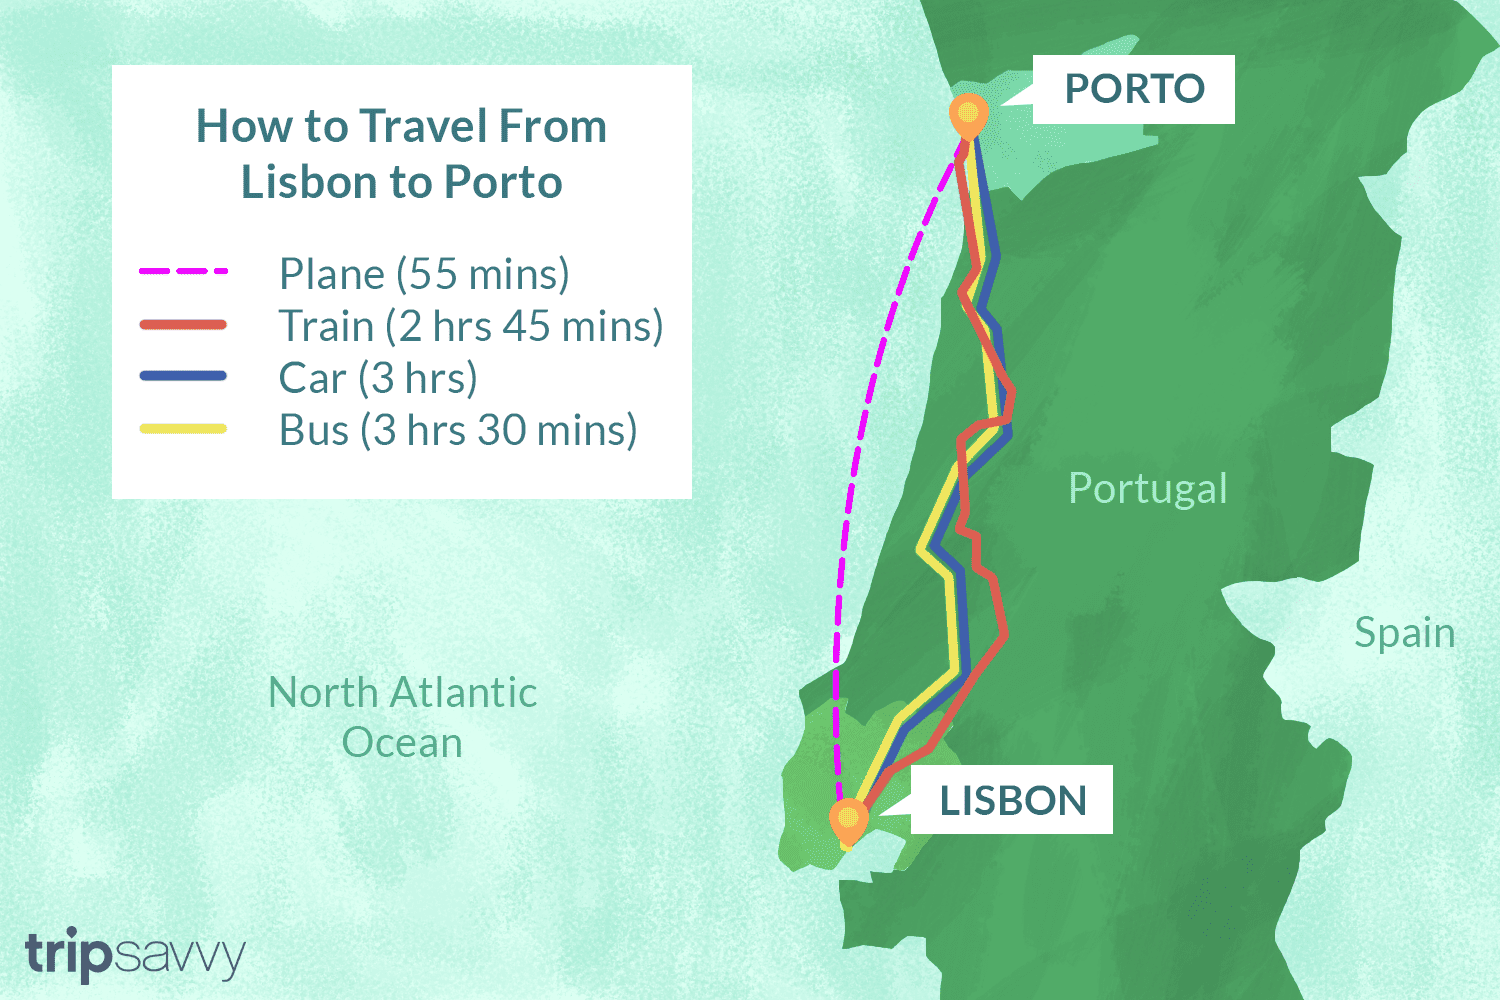 How to Travel From
Lisbon to Porto
Plane (55 mins)
Train (2 hrs 45 mins)
Car (3 hrs)
Bus (3 hrs 30 mins)
PORTO
Portugal
Spain
North Atlantic
Ocean
LISBON
tripsavvy